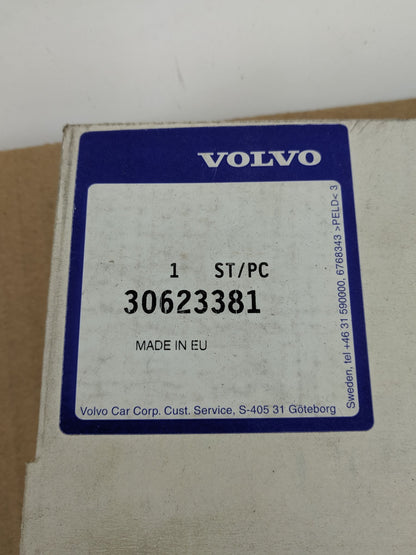 VOLVO
1 ST/PC
30623381
MADE IN EU
Volvo Car Corp. Cust. Service, S-405 31 Göteborg
Sweden, tel +46 31 590000, 6768343 >PELD< 3